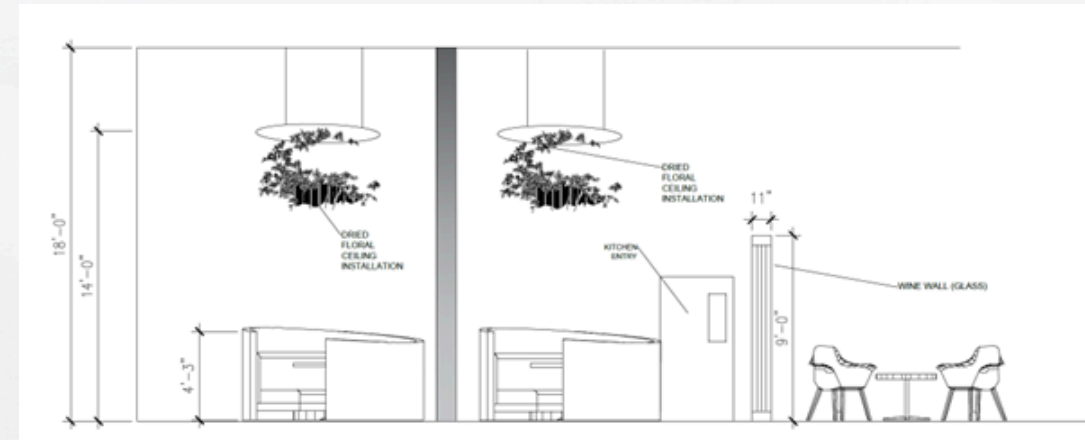 18'-0"
14'-0"
4'-3"
DRIED
FLORAL
CEILING
INSTALLATION
DRIED
FLORAL
CEILING
INSTALLATION
KITCHEN
ENTRY
11"
9'-0"
WINE WALL (GLASS)